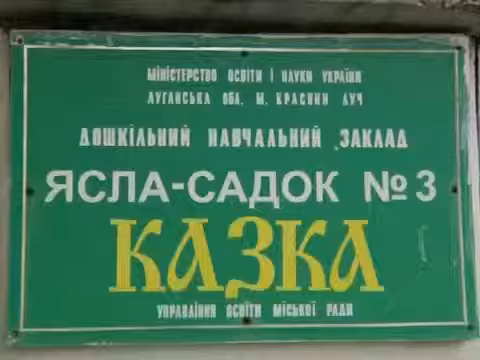 МІНІСТЕРСТВО ОСВІТИ І НАУКИ УКРАЇНИ
ЛУГАНСЬКА ОБЛ. М. КРАСНИЙ ЛУЧ
ДОШКІЛЬНИЙ НАВЧАЛЬНИЙ ЗАКЛАД
ЯСЛА-САДОК №3
КАЗКА
УПРАВЛІННЯ ОСВІТИ МІСЬКОЇ РАДИ